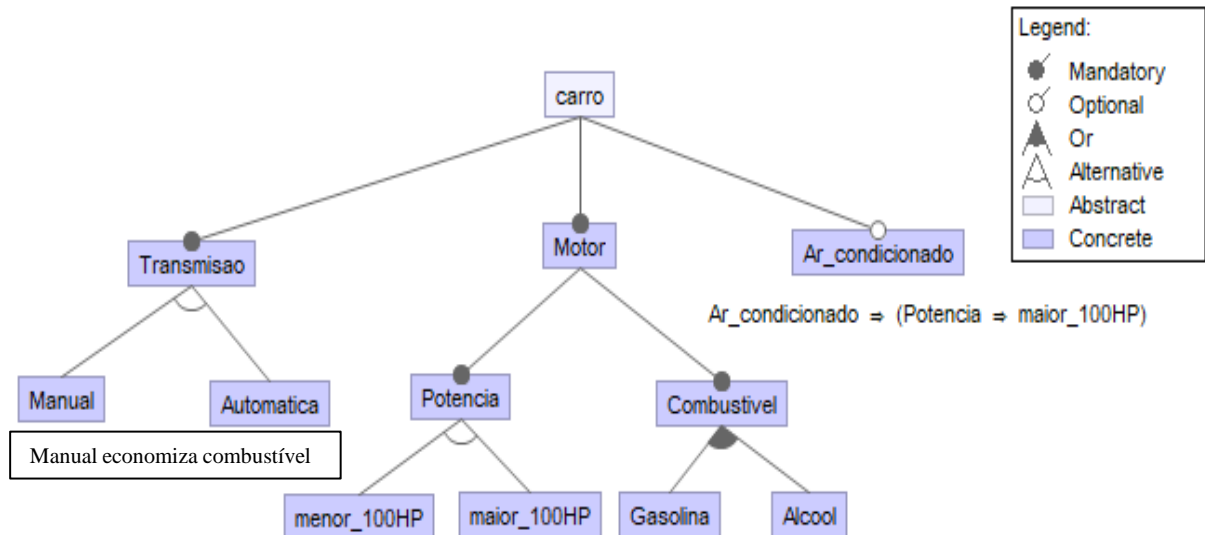 Legend:
Mandatory
Optional
Or
Alternative
Abstract
Concrete
carro
Transmisao
Motor
Ar_condicionado
Ar_condicionado ⇒ (Potencia ⇒ maior_100HP)
Manual
Automatica
Potencia
Combustivel
Manual economiza combustível
menor_100HP
maior_100HP
Gasolina
Alcool